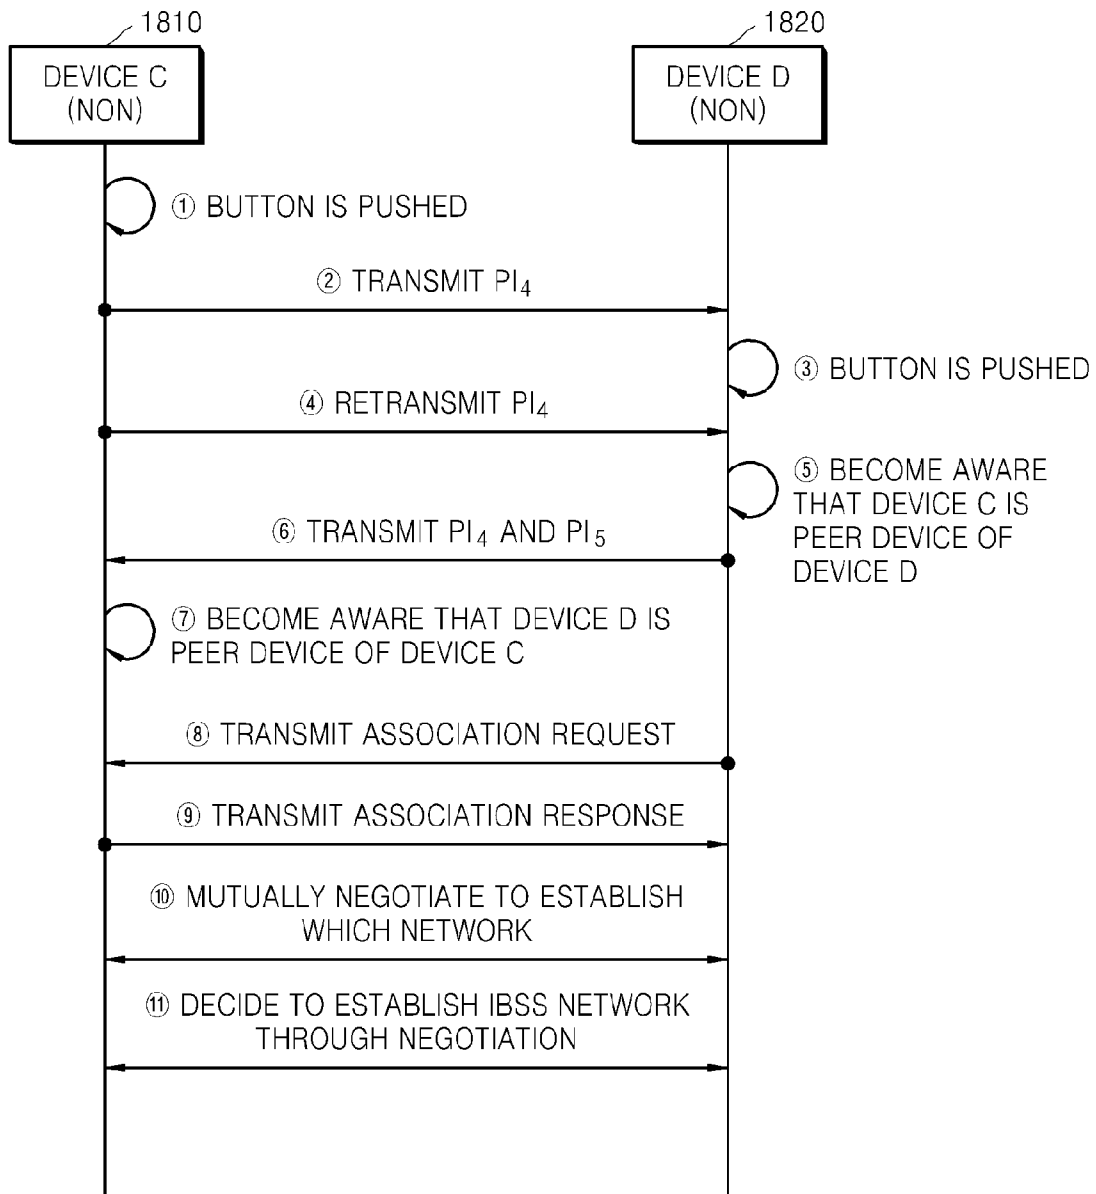 1810
1820
DEVICE C
(NON)
DEVICE D
(NON)
① BUTTON IS PUSHED
② TRANSMIT PI4
③ BUTTON IS PUSHED
④ RETRANSMIT PI4
⑤ BECOME AWARE
THAT DEVICE C IS
PEER DEVICE OF
DEVICE D
⑥ TRANSMIT PI4 AND PI5
⑦ BECOME AWARE THAT DEVICE D IS
PEER DEVICE OF DEVICE C
⑧ TRANSMIT ASSOCIATION REQUEST
⑨ TRANSMIT ASSOCIATION RESPONSE
⑩ MUTUALLY NEGOTIATE TO ESTABLISH
WHICH NETWORK
⑪ DECIDE TO ESTABLISH IBSS NETWORK
THROUGH NEGOTIATION